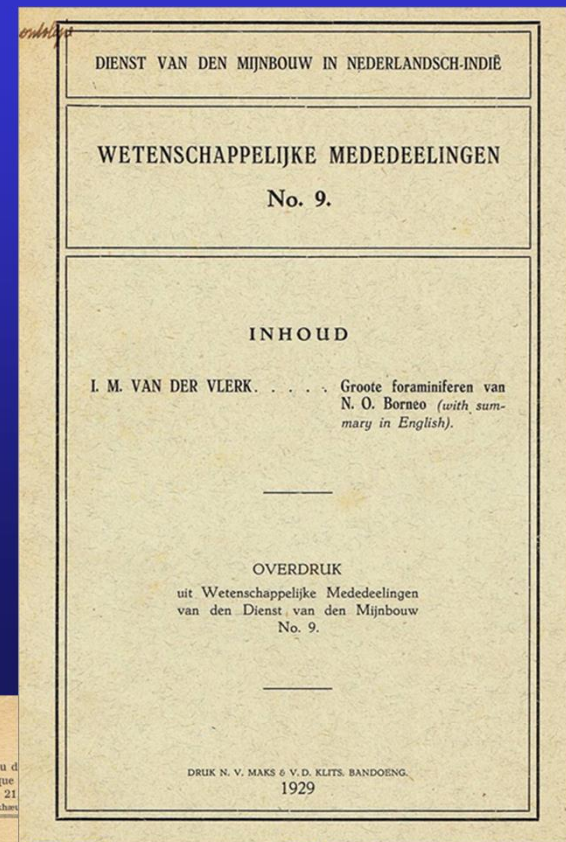 DIENST VAN DEN MIJNBOUW IN NEDERLANDSCH-INDIË
WETENSCHAPPELIJKE MEDEDEELINGEN
No. 9.
INHOUD
I. M. VAN DER VLERK. . . . . . Groote foraminiferen van
N. O. Borneo (with sum-
mary in English).
OVERDRUK
uit Wetenschappelijke Mededeelingen
van den Dienst van den Mijnbouw
No. 9.
DRUK N. V. MAKS & V. D. KLITS. BANDOENG.
1929
21